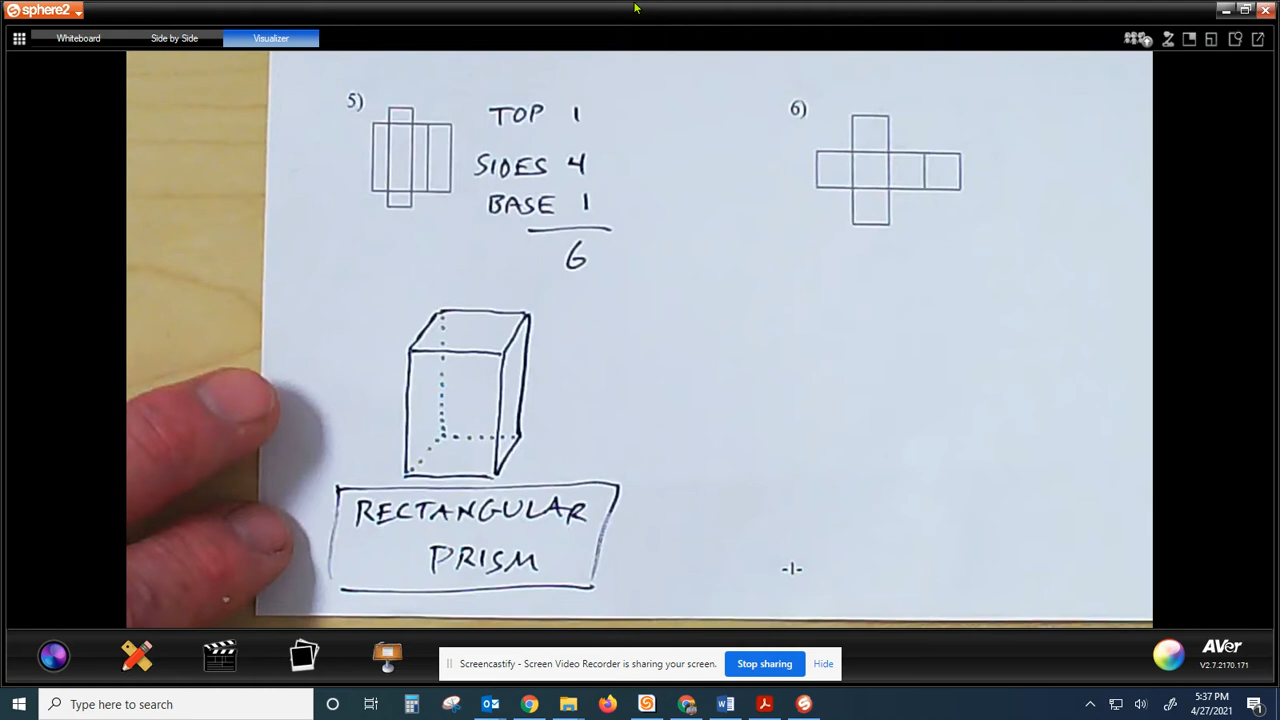 sphere2
Whiteboard
Side by Side
Visualizer
5)
TOP 1
SIDES 4
BASE 1
6
RECTANGULAR
PRISM
6)
-1-
Screencastify - Screen Video Recorder is sharing your screen.
Stop sharing
Hide
AVer
V2.7.2170.171
Type here to search
5:37 PM
4/27/2021
1